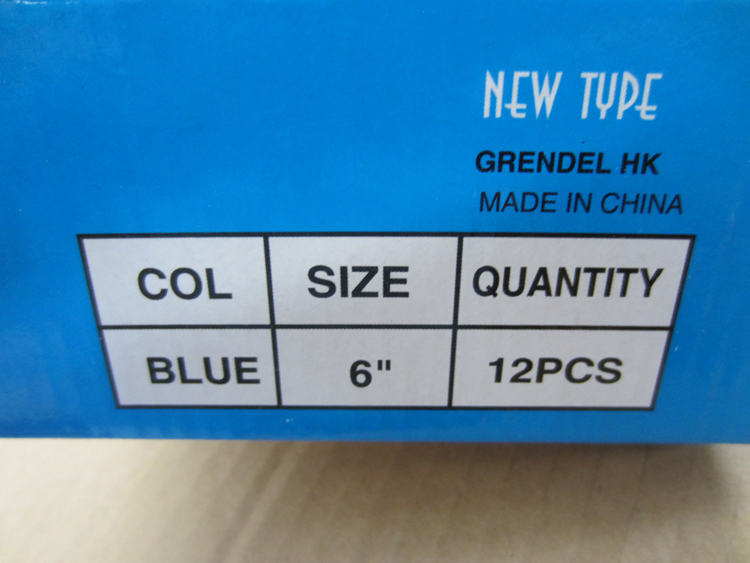 NEW TYPE
GRENDEL HK
MADE IN CHINA
COL SIZE QUANTITY
BLUE 6" 12PCS